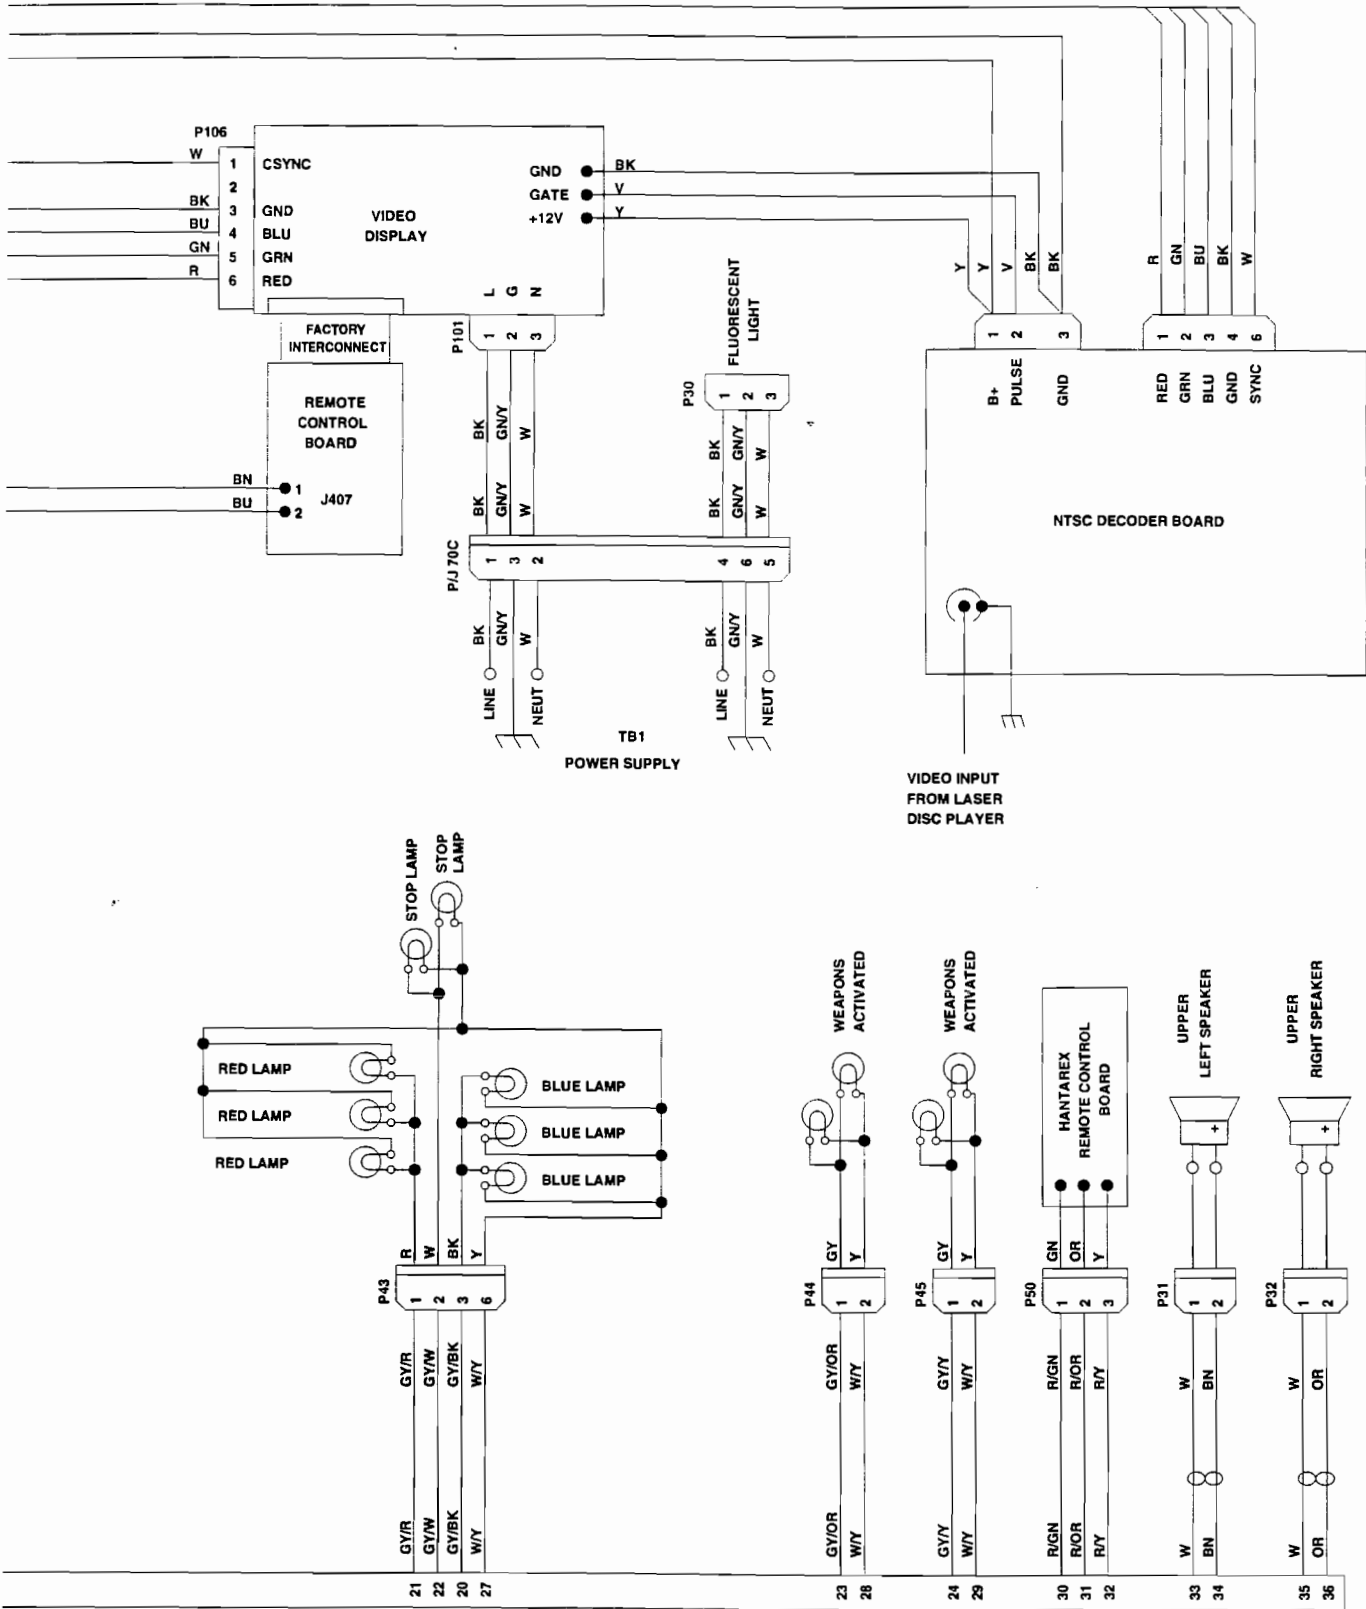 P106
W
1 CSYNC
2
BK
3 GND
BU
4 BLU
GN
5 GRN
R
6 RED
VIDEO
DISPLAY
GND BK
GATE V
+12V Y
L G N
P101
1 2 3
FACTORY
INTERCONNECT
REMOTE
CONTROL
BOARD
BN
1
BU
2
J407
BK GN/Y W
BK GN/Y W
FLUORESCENT
LIGHT
P30
1 2 3
BK GN/Y W
BK GN/Y W
P/J 70C
1 3 2
4 6 5
BK GN/Y W
BK GN/Y W
LINE
NEUT
LINE
NEUT
TB1
POWER SUPPLY
Y Y V BK BK
1 2 3
B+
PULSE
GND
R GN BU BK W
1 2 3 4 6
RED
GRN
BLU
GND
SYNC
NTSC DECODER BOARD
VIDEO INPUT
FROM LASER
DISC PLAYER
STOP LAMP
STOP
LAMP
RED LAMP
RED LAMP
RED LAMP
BLUE LAMP
BLUE LAMP
BLUE LAMP
R W BK Y
P43
1 2 3 6
GY/R GY/W GY/BK W/Y
GY/R GY/W GY/BK W/Y
21 22 20 27
WEAPONS
ACTIVATED
GY Y
P44
1 2
GY/OR W/Y
GY/OR W/Y
23 28
WEAPONS
ACTIVATED
GY Y
P45
1 2
GY/Y W/Y
GY/Y W/Y
24 29
HANTAREX
REMOTE CONTROL
BOARD
GN OR Y
P50
1 2 3
R/GN R/OR R/Y
R/GN R/OR R/Y
30 31 32
UPPER
LEFT SPEAKER
+
P31
1 2
W BN
W BN
33 34
UPPER
RIGHT SPEAKER
+
P32
1 2
W OR
W OR
35 36